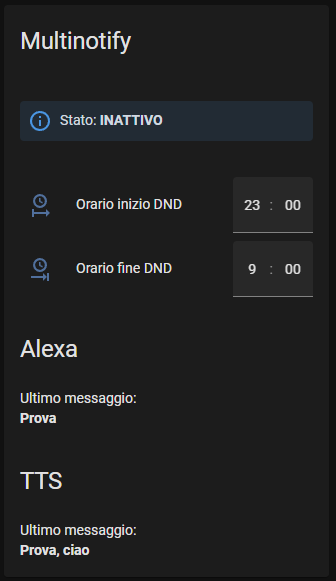 Multinotify
Stato: INATTIVO
Orario inizio DND 23 : 00
Orario fine DND 9 : 00
Alexa
Ultimo messaggio:
Prova
TTS
Ultimo messaggio:
Prova, ciao